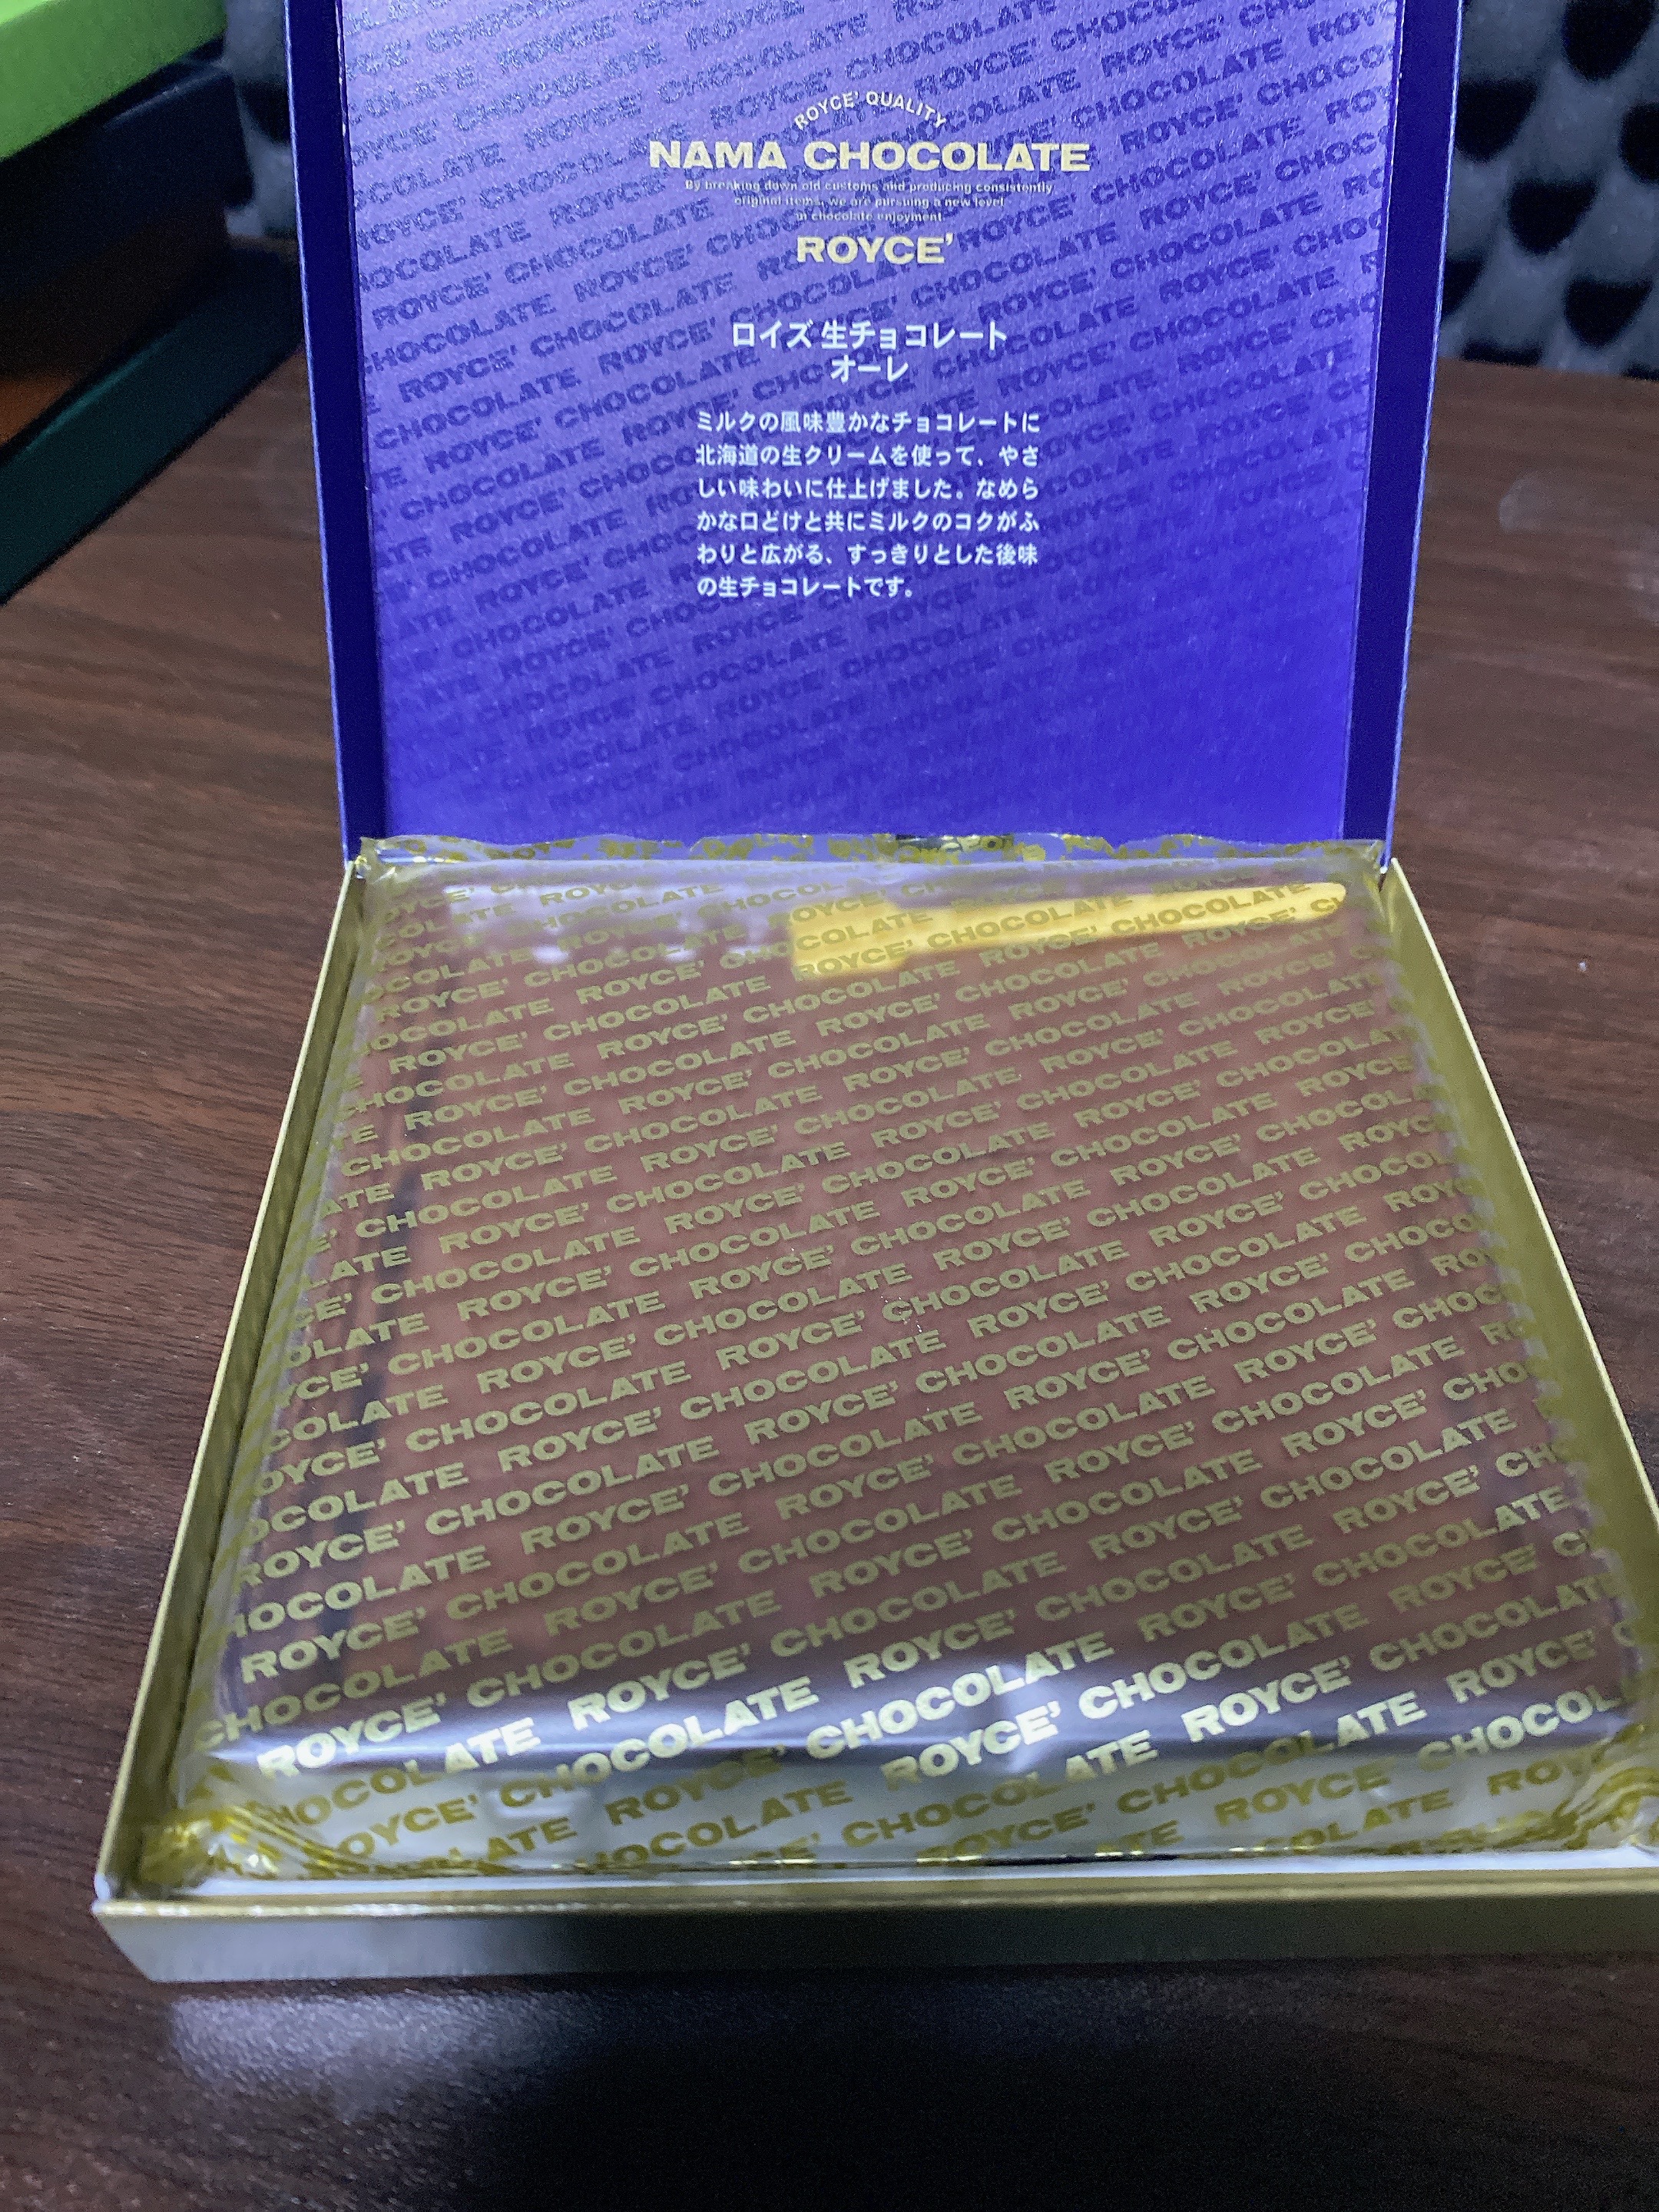 ROYCE' QUALITY
NAMA CHOCOLATE
By breaking down old customs and producing consistently
original items, we are pursuing a new level
in chocolate enjoyment
ROYCE'
ロイズ 生チョコレート
オーレ
ミルクの風味豊かなチョコレートに
北海道の生クリームを使って、やさ
しい味わいに仕上げました。なめら
かな口どけと共にミルクのコクがふ
わりと広がる、すっきりとした後味
の生チョコレートです。
ROYCE' CHOCOLATE ROYCE' CHOCOLATE